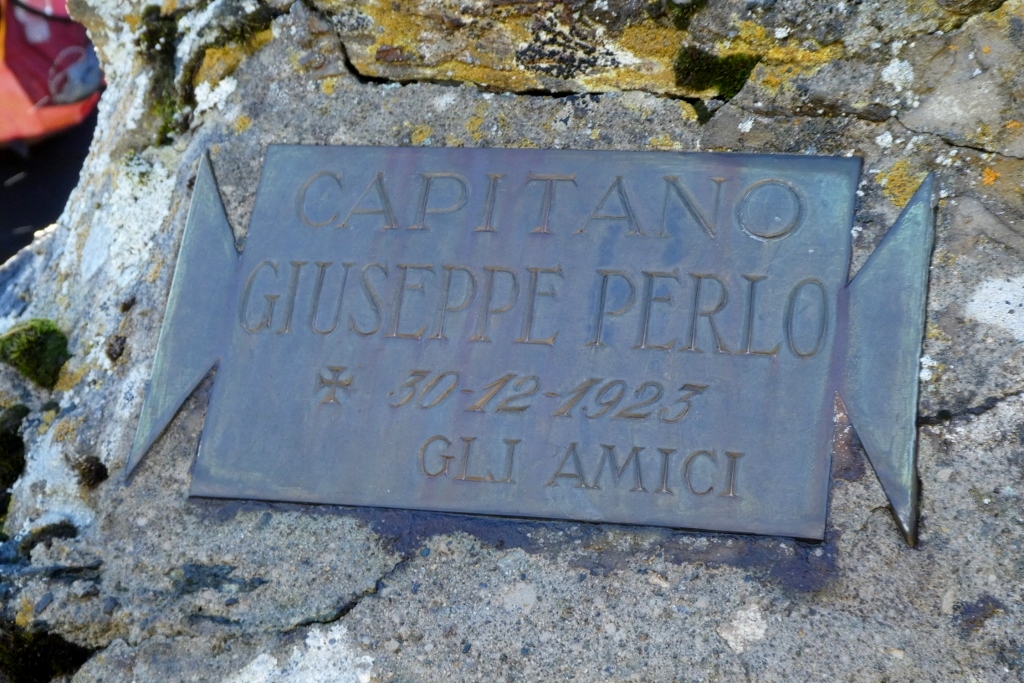 CAPITANO
GIUSEPPE PERLO
✠ 30-12-1923
GLI AMICI